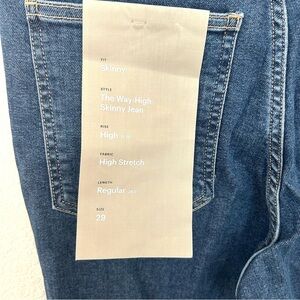 FIT
Skinny
STYLE
The Way-High
Skinny Jean
RISE
High
FABRIC
High Stretch
LENGTH
Regular
SIZE
29